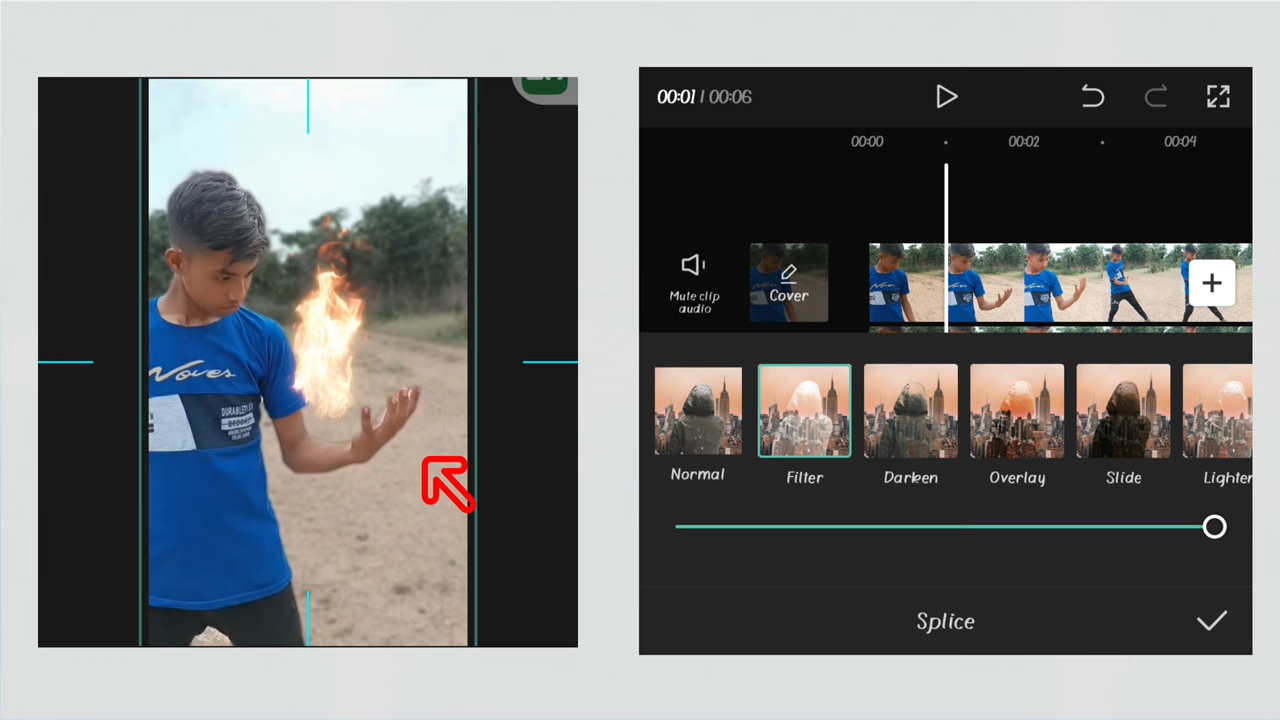 Noves
DURABLE
00:01 / 00:06
00:00
00:02
00:04
Mute clip
audio
Cover
Normal
Filter
Darken
Overlay
Slide
Lighten
Splice